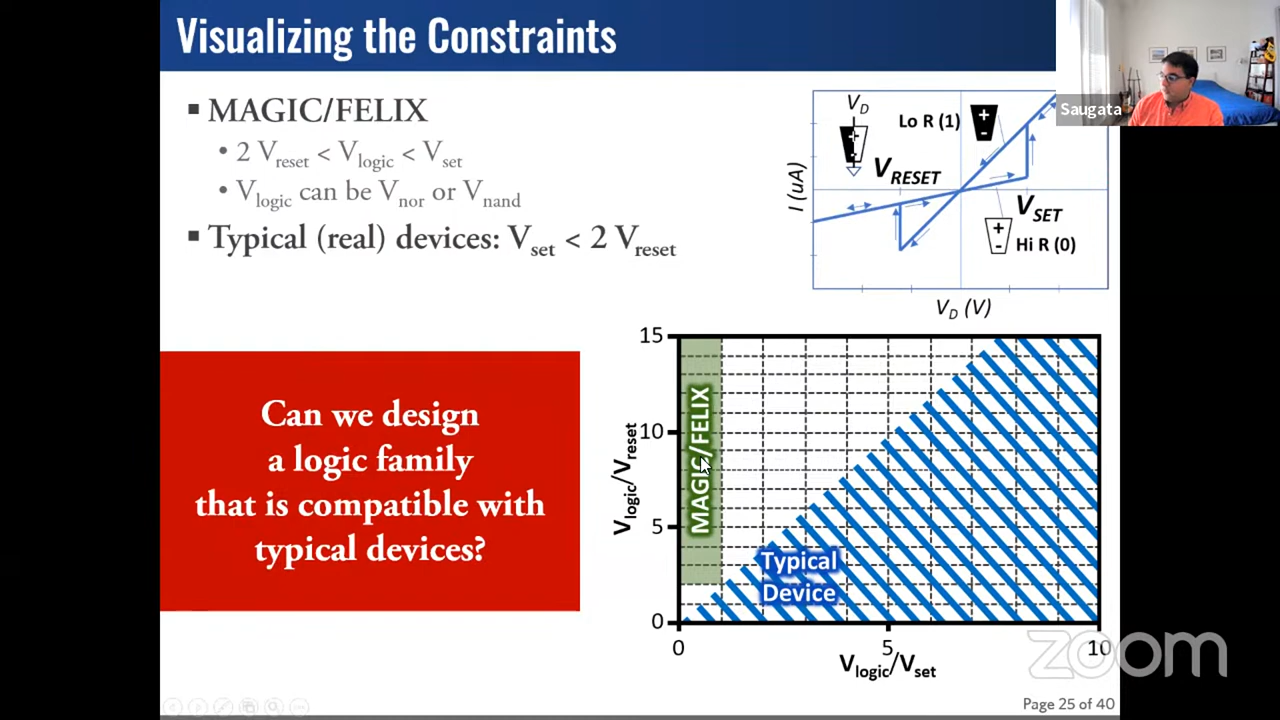 Visualizing the Constraints
Saugata
▪ MAGIC/FELIX
• 2 Vreset < Vlogic < Vset
• Vlogic can be Vnor or Vnand
▪ Typical (real) devices: Vset < 2 Vreset
VD
Lo R (1)
+
-
+
-
VRESET
I (uA)
VSET
+
-
Hi R (0)
VD (V)
Can we design
a logic family
that is compatible with
typical devices?
15
10
5
0
Vlogic/Vreset
MAGIC/FELIX
Typical
Device
0
5
10
Vlogic/Vset
zoom
Page 25 of 40